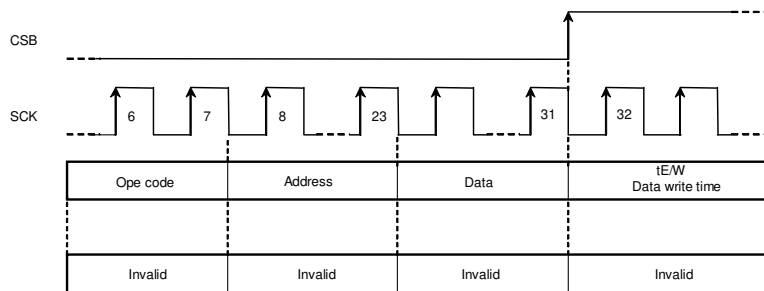 CSB
SCK 6 7 8 23 31 32
Ope code Address Data tE/W
Data write time
Invalid Invalid Invalid Invalid